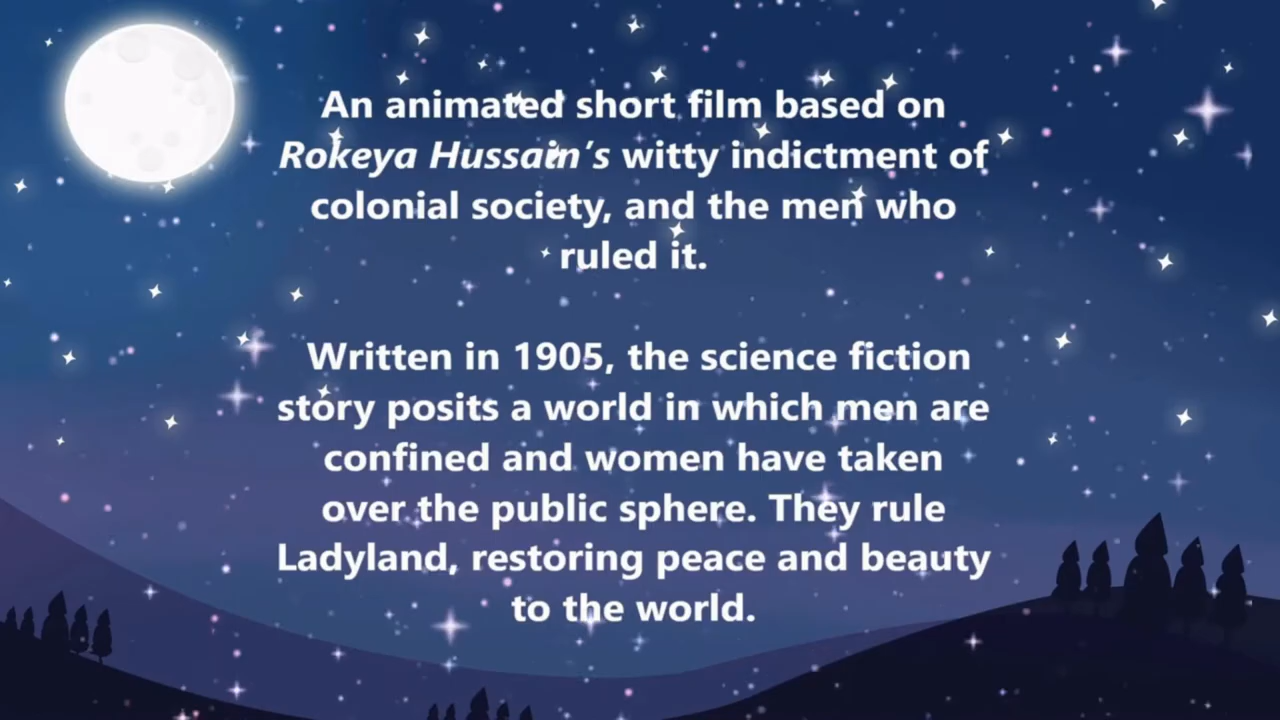 An animated short film based on
Rokeya Hussain's witty indictment of
colonial society, and the men who
ruled it.
Written in 1905, the science fiction
story posits a world in which men are
confined and women have taken
over the public sphere. They rule
Ladyland, restoring peace and beauty
to the world.